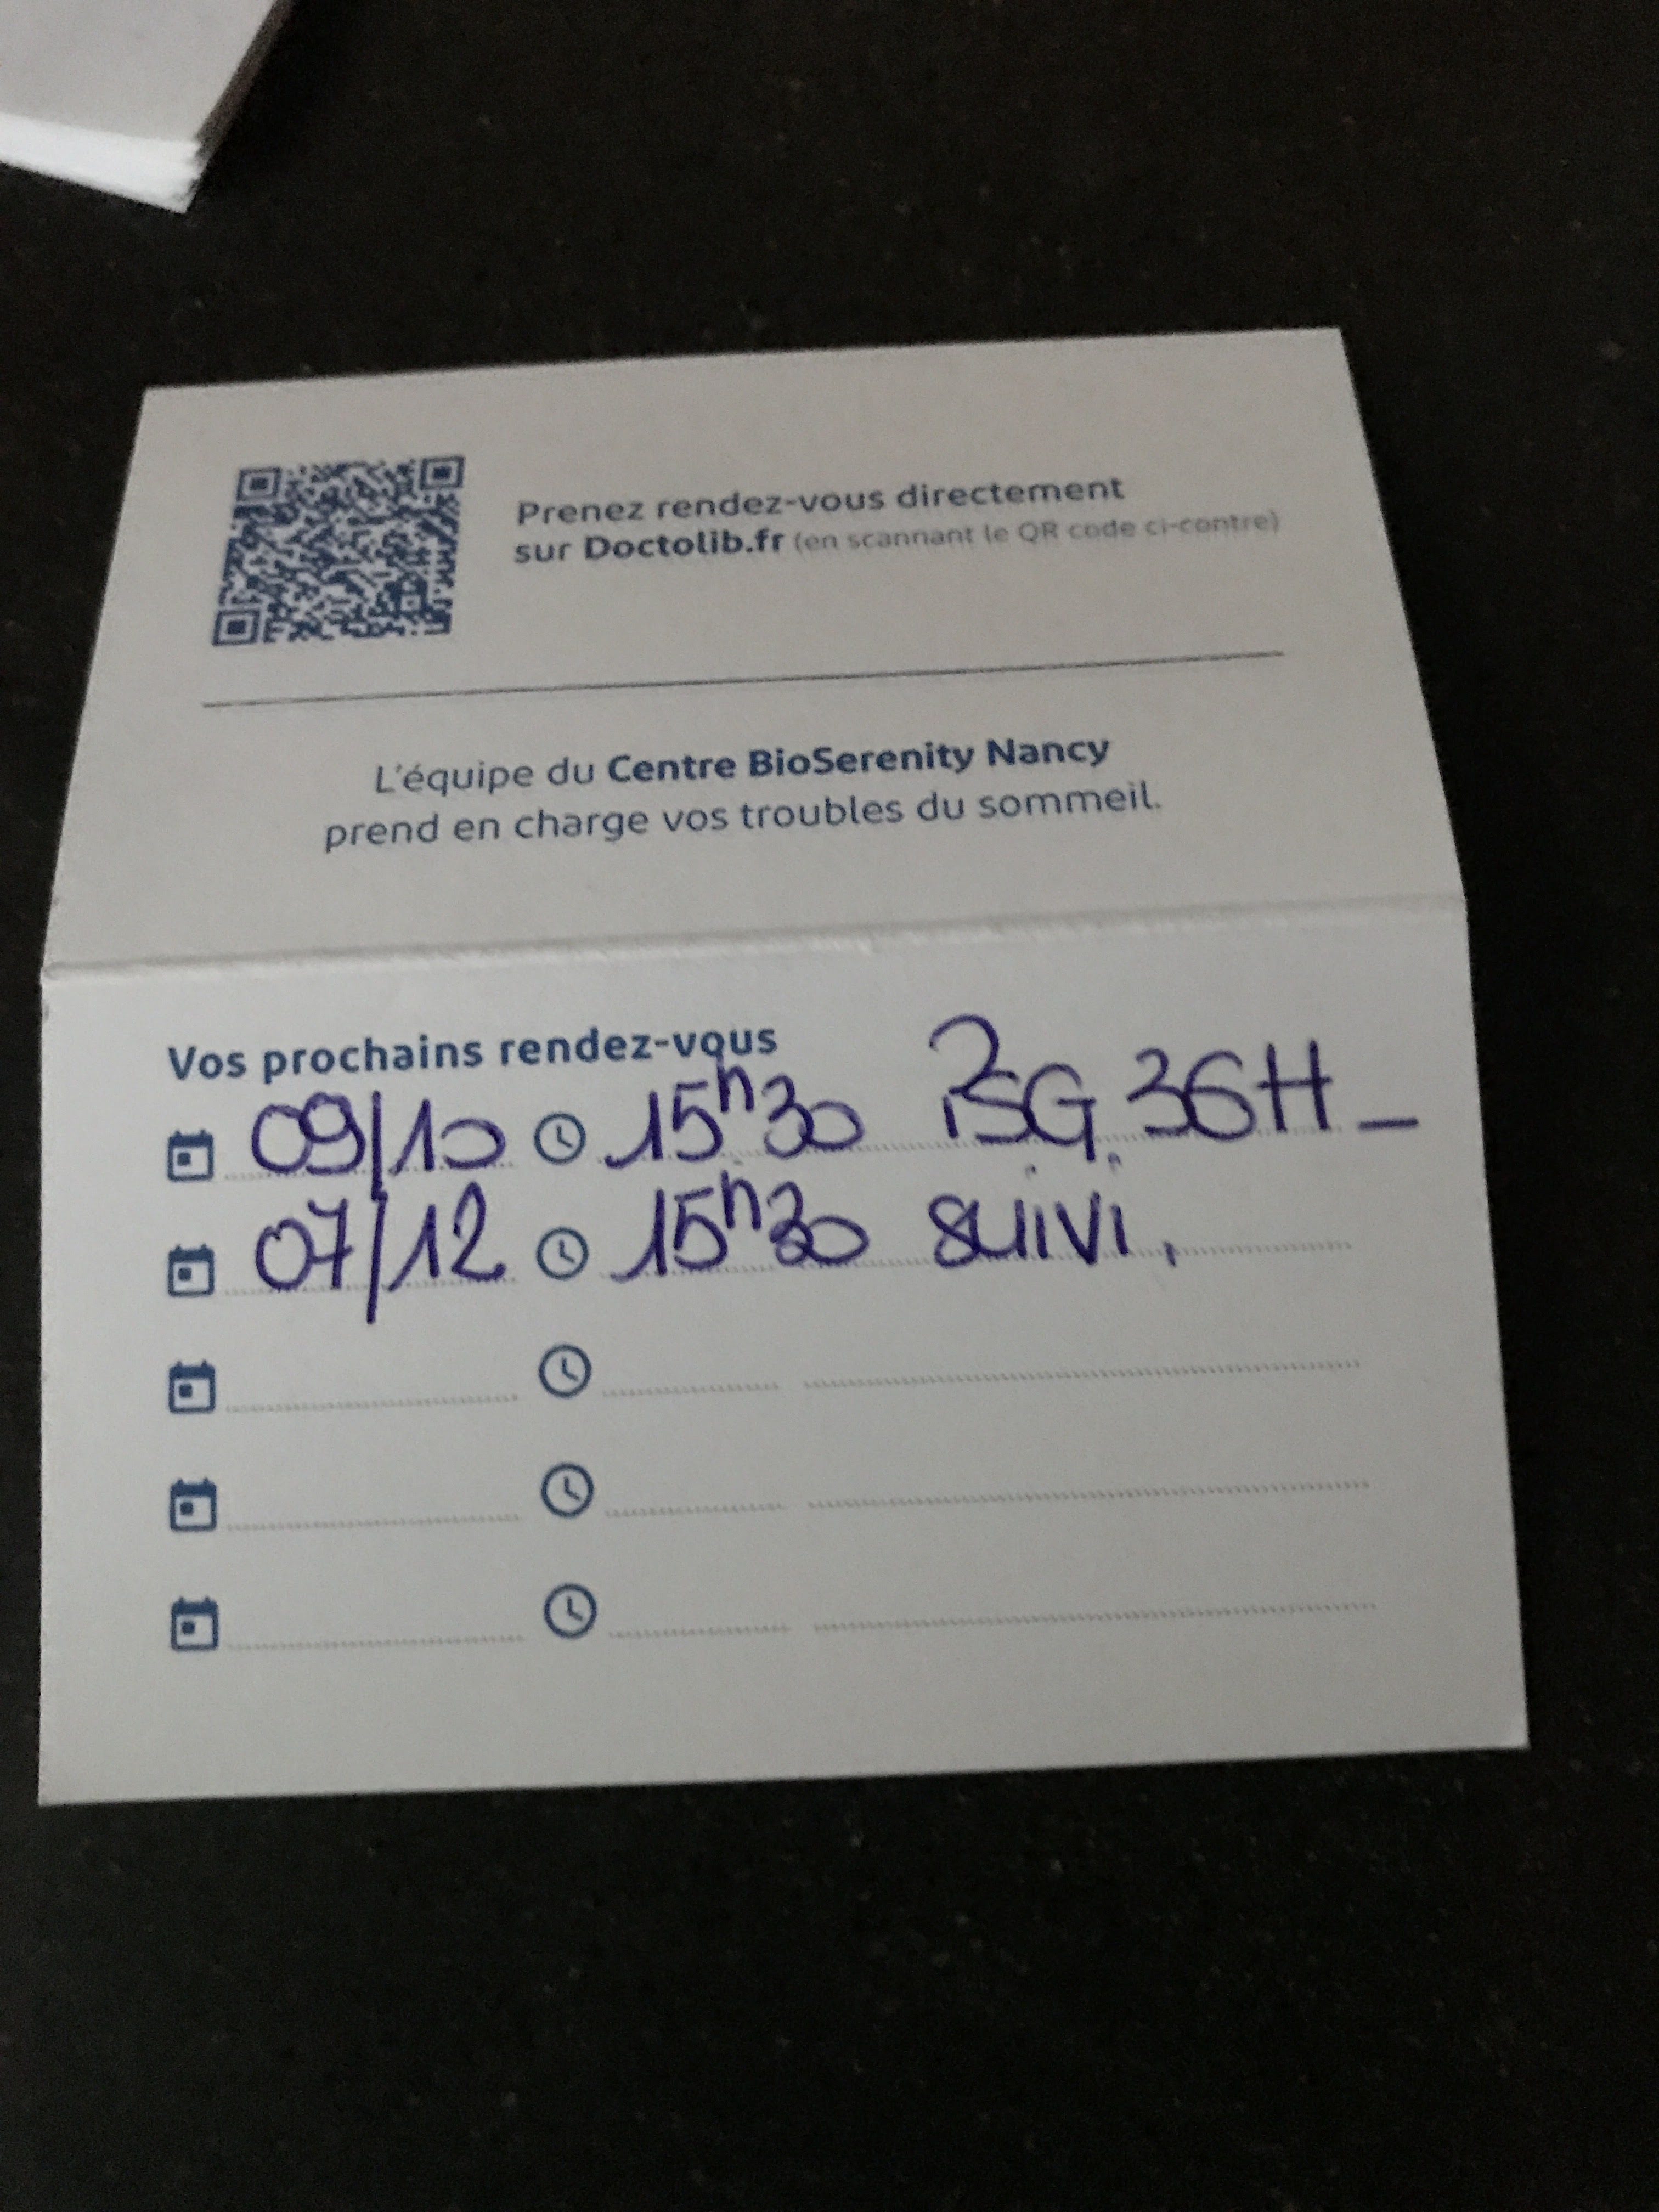 Prenez rendez-vous directement
sur Doctolib.fr (en scannant le QR code ci-contre)
L'équipe du Centre BioSerenity Nancy
prend en charge vos troubles du sommeil.
Vos prochains rendez-vous
09/10 15h30 PSG 36H_
07/12 15h30 suivi.